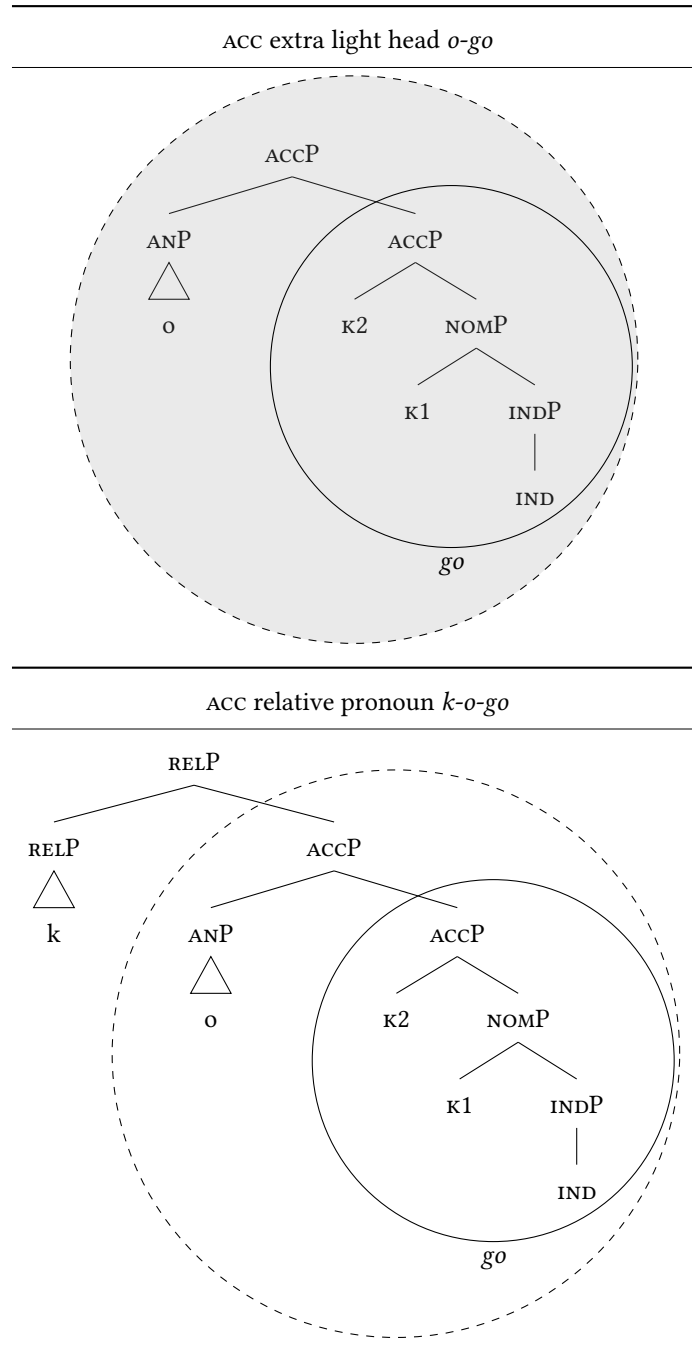 ACC extra light head o-go
ACCP
ANP ACCP
o K2 NOMP
K1 INDP
IND
go
ACC relative pronoun k-o-go
RELP
RELP ACCP
k ANP ACCP
o K2 NOMP
K1 INDP
IND
go